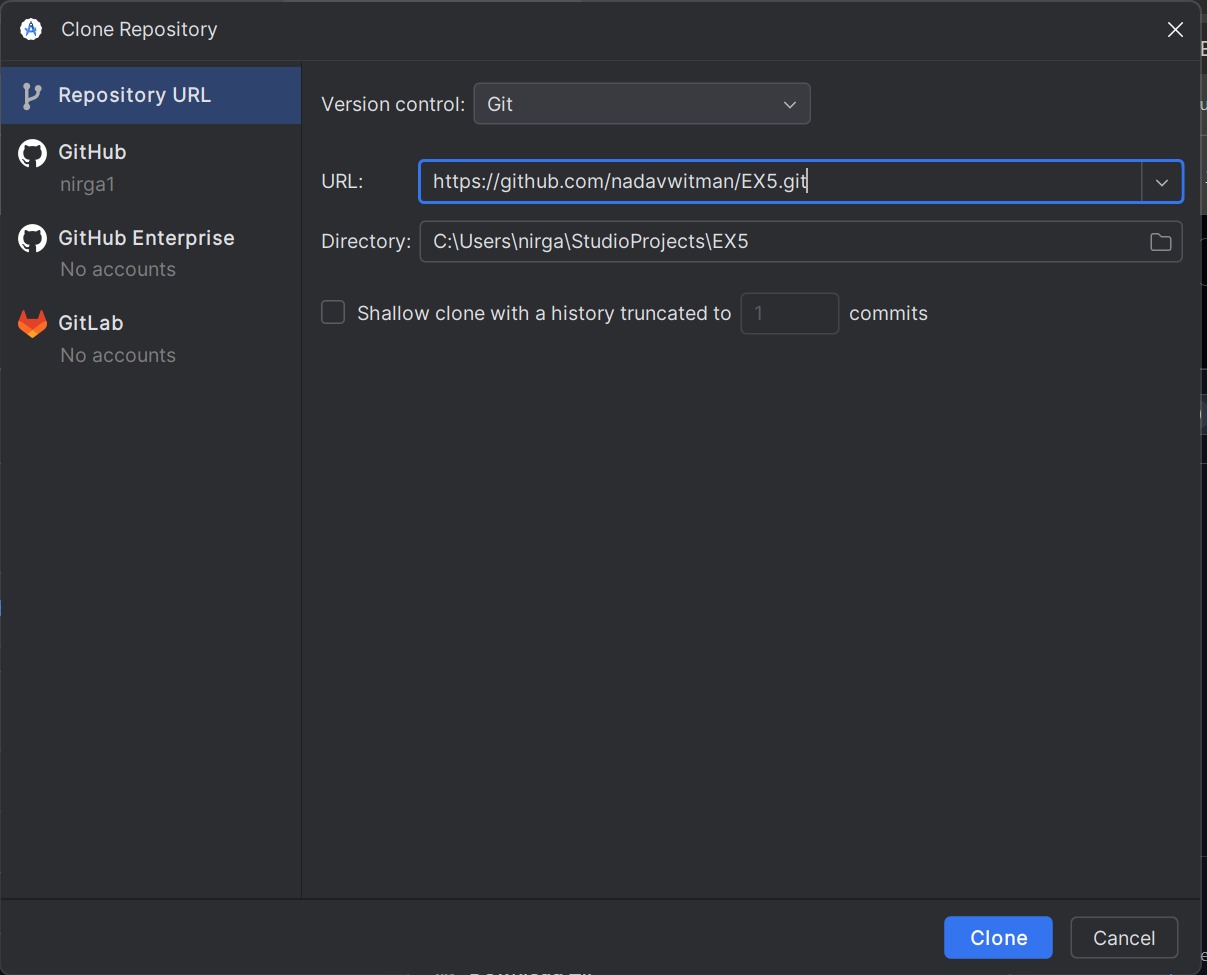 Clone Repository
Repository URL
GitHub
nirga1
GitHub Enterprise
No accounts
GitLab
No accounts
Version control: Git
URL: https://github.com/nadavwitman/EX5.git
Directory: C:\Users\nirga\StudioProjects\EX5
Shallow clone with a history truncated to 1 commits
Clone Cancel